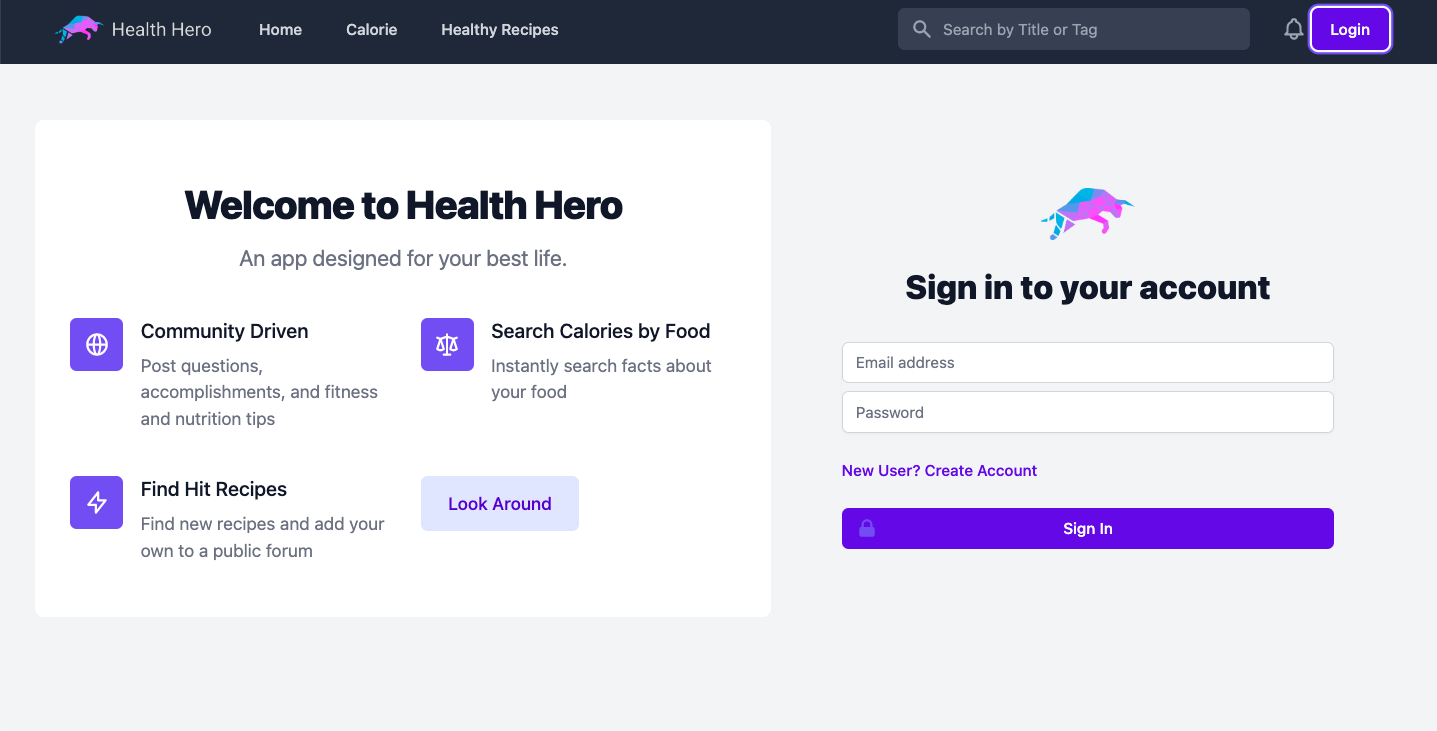 Health Hero
Home
Calorie
Healthy Recipes
Search by Title or Tag
Login
Welcome to Health Hero
An app designed for your best life.
Community Driven
Post questions,
accomplishments, and fitness
and nutrition tips
Search Calories by Food
Instantly search facts about
your food
Find Hit Recipes
Find new recipes and add your
own to a public forum
Look Around
Sign in to your account
Email address
Password
New User? Create Account
Sign In